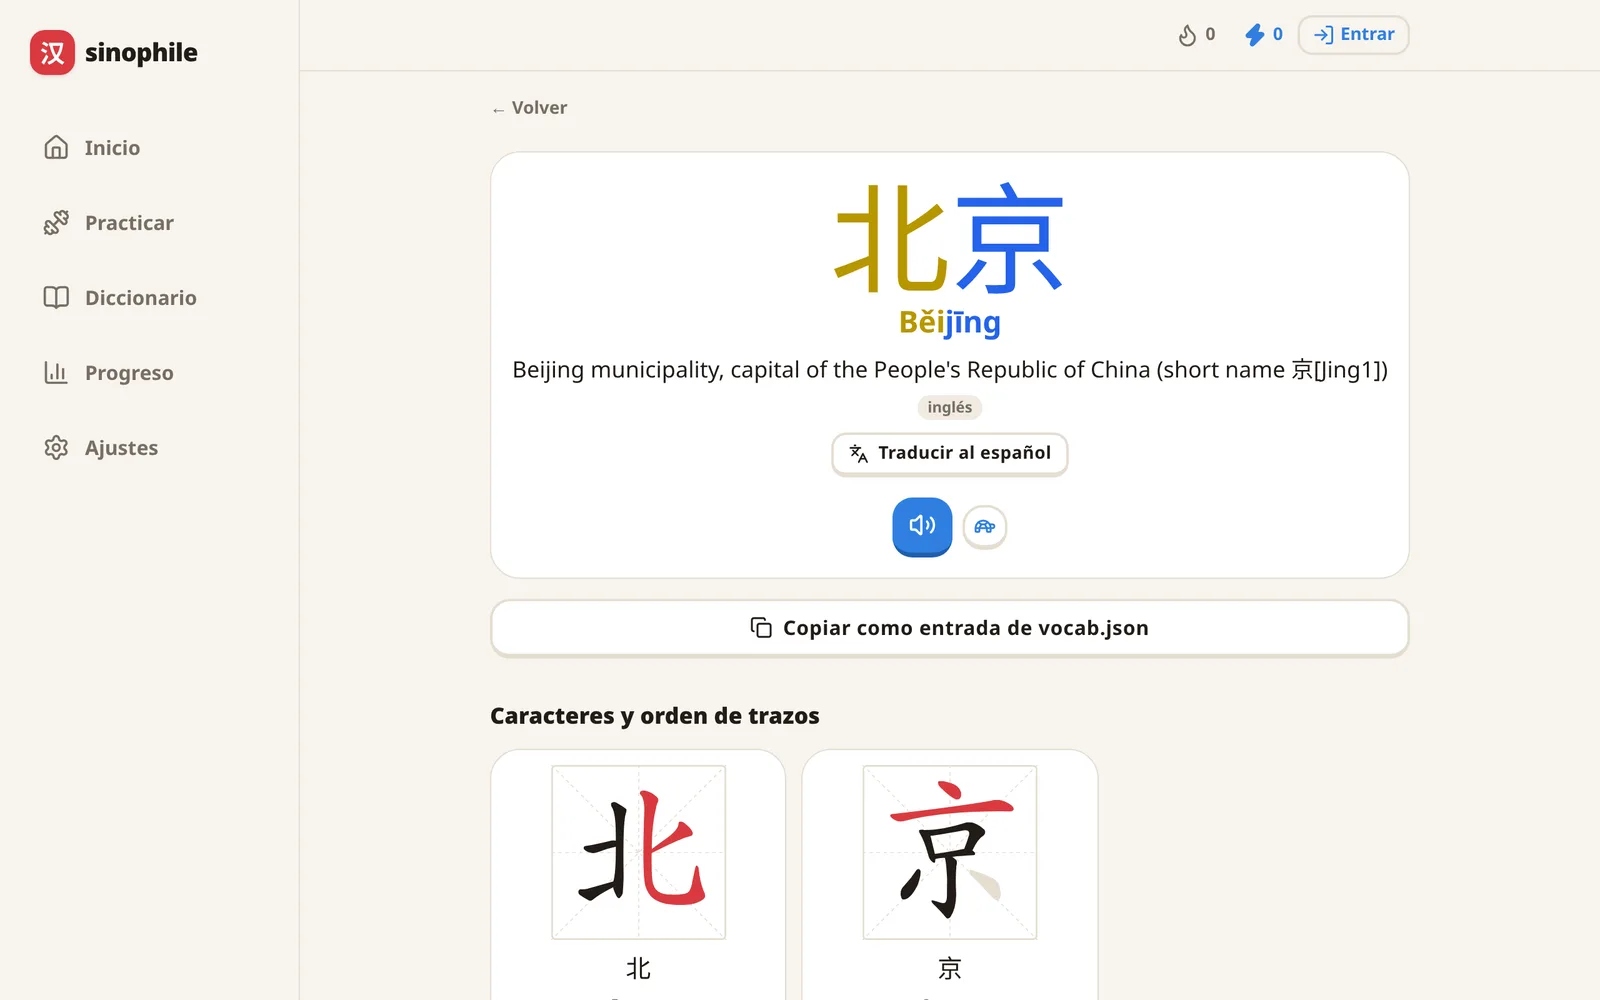 汉 sinophile
0 0 Entrar
Inicio
Practicar
Diccionario
Progreso
Ajustes
← Volver
北京
Běijīng
Beijing municipality, capital of the People's Republic of China (short name 京[Jing1])
inglés
Traducir al español
Copiar como entrada de vocab.json
Caracteres y orden de trazos
北 京
北 京